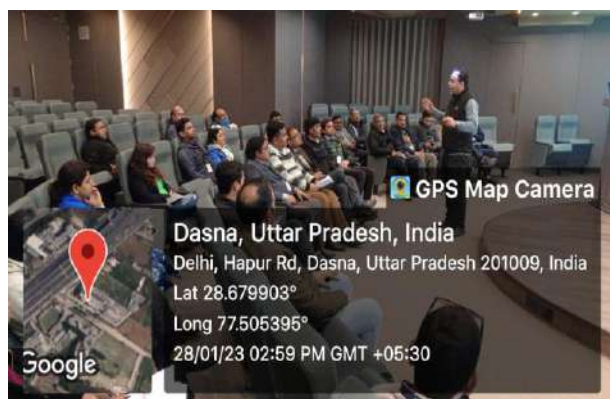 GPS Map Camera
Dasna, Uttar Pradesh, India
Delhi, Hapur Rd, Dasna, Uttar Pradesh 201009, India
Lat 28.679903°
Long 77.505395°
28/01/23 02:59 PM GMT +05:30
Google